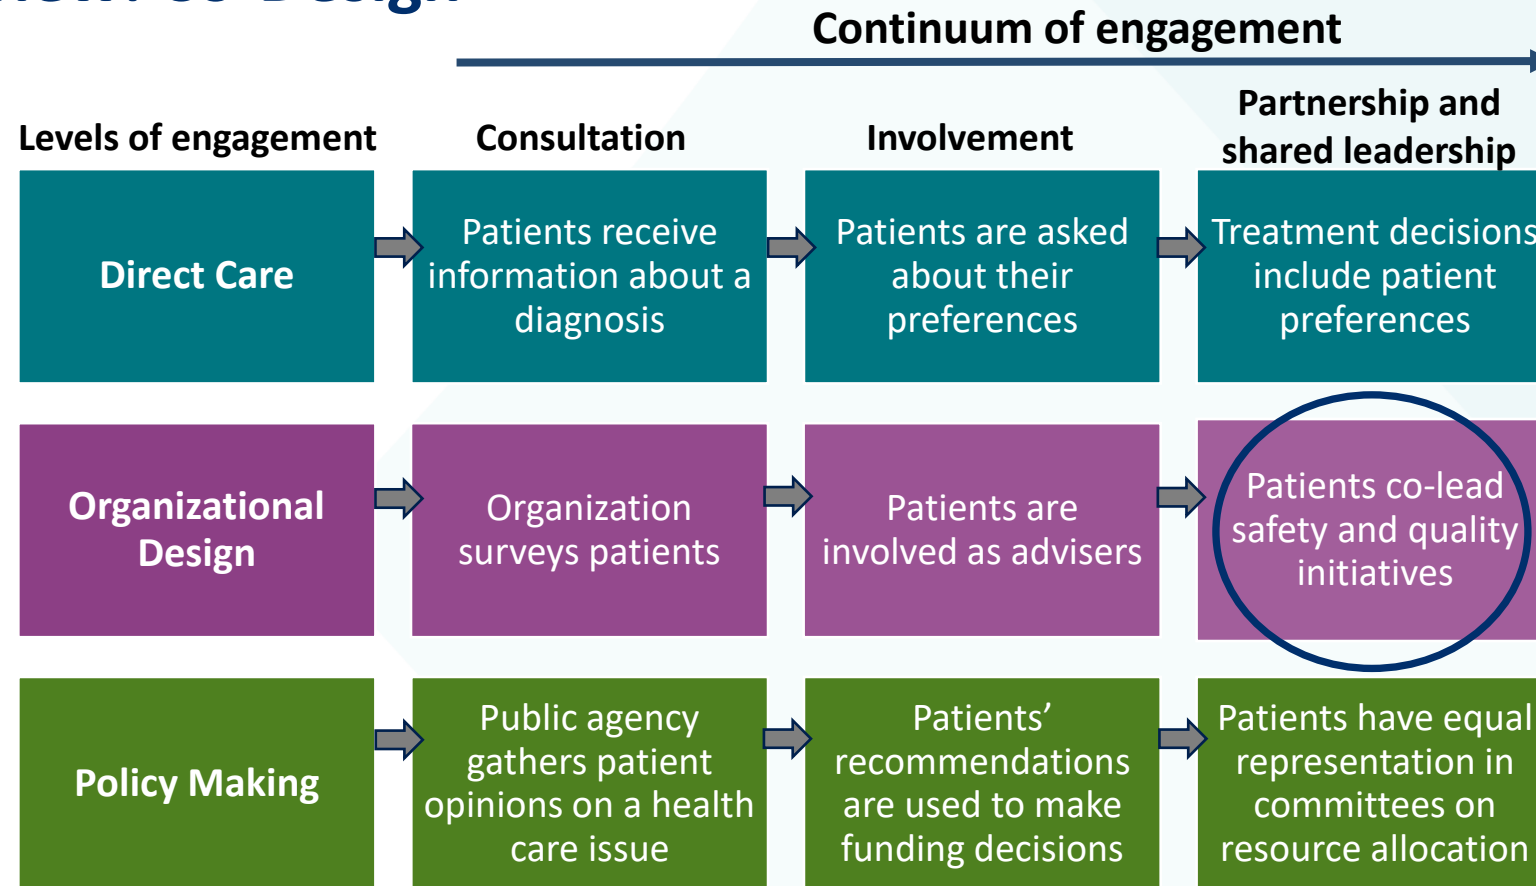 Co-Design
Continuum of engagement
Levels of engagement
Consultation
Involvement
Partnership and
shared leadership
Direct Care
Patients receive
information about a
diagnosis
Patients are asked
about their
preferences
Treatment decisions
include patient
preferences
Organizational
Design
Organization
surveys patients
Patients are
involved as advisers
Patients co-lead
safety and quality
initiatives
Policy Making
Public agency
gathers patient
opinions on a health
care issue
Patients’
recommendations
are used to make
funding decisions
Patients have equal
representation in
committees on
resource allocation